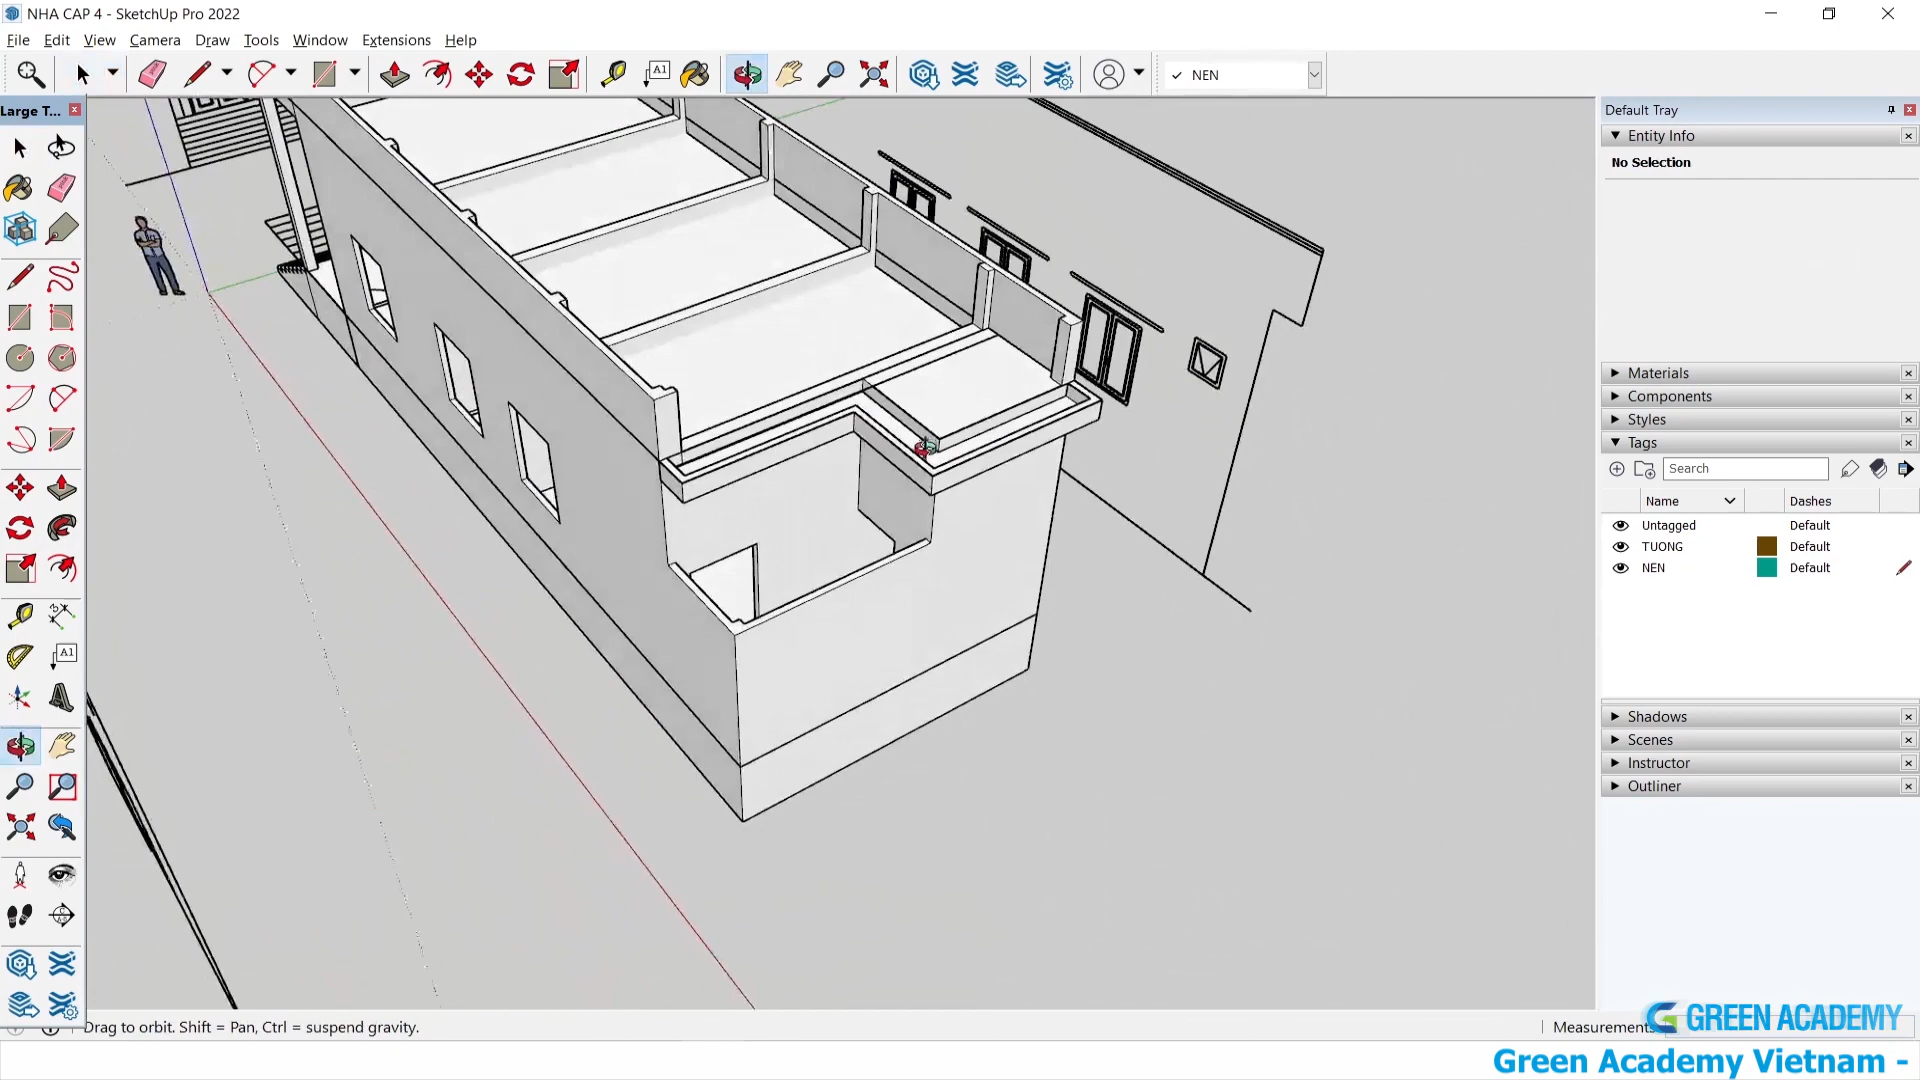 NHA CAP 4 - SketchUp Pro 2022
File Edit View Camera Draw Tools Window Extensions Help
A1
NEN
Large T...
Default Tray
Entity Info
No Selection
A1
Materials
Components
Styles
Tags
Search
Name Dashes
Untagged Default
TUONG Default
NEN Default
Shadows
Scenes
Instructor
Outliner
Drag to orbit. Shift = Pan, Ctrl = suspend gravity.
Measurements
GREEN ACADEMY
Green Academy Vietnam -